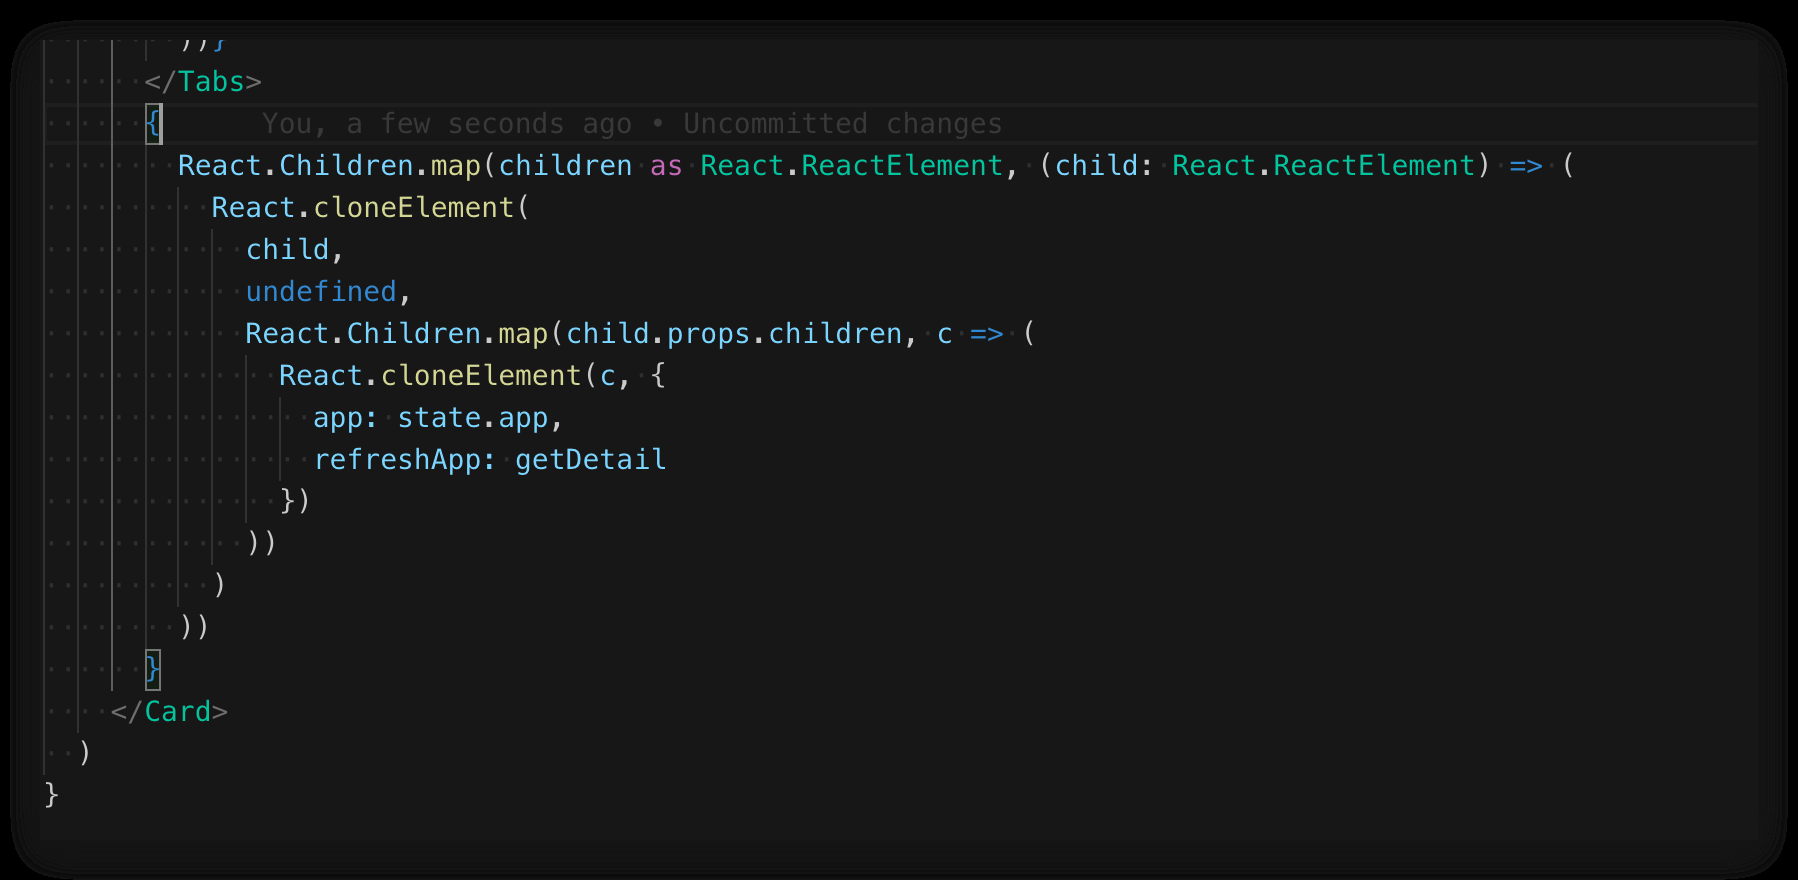 ))}
</Tabs>
{ You, a few seconds ago • Uncommitted changes
React.Children.map(children as React.ReactElement, (child: React.ReactElement) => (
React.cloneElement(
child,
undefined,
React.Children.map(child.props.children, c => (
React.cloneElement(c, {
app: state.app,
refreshApp: getDetail
})
))
)
))
}
</Card>
)
}